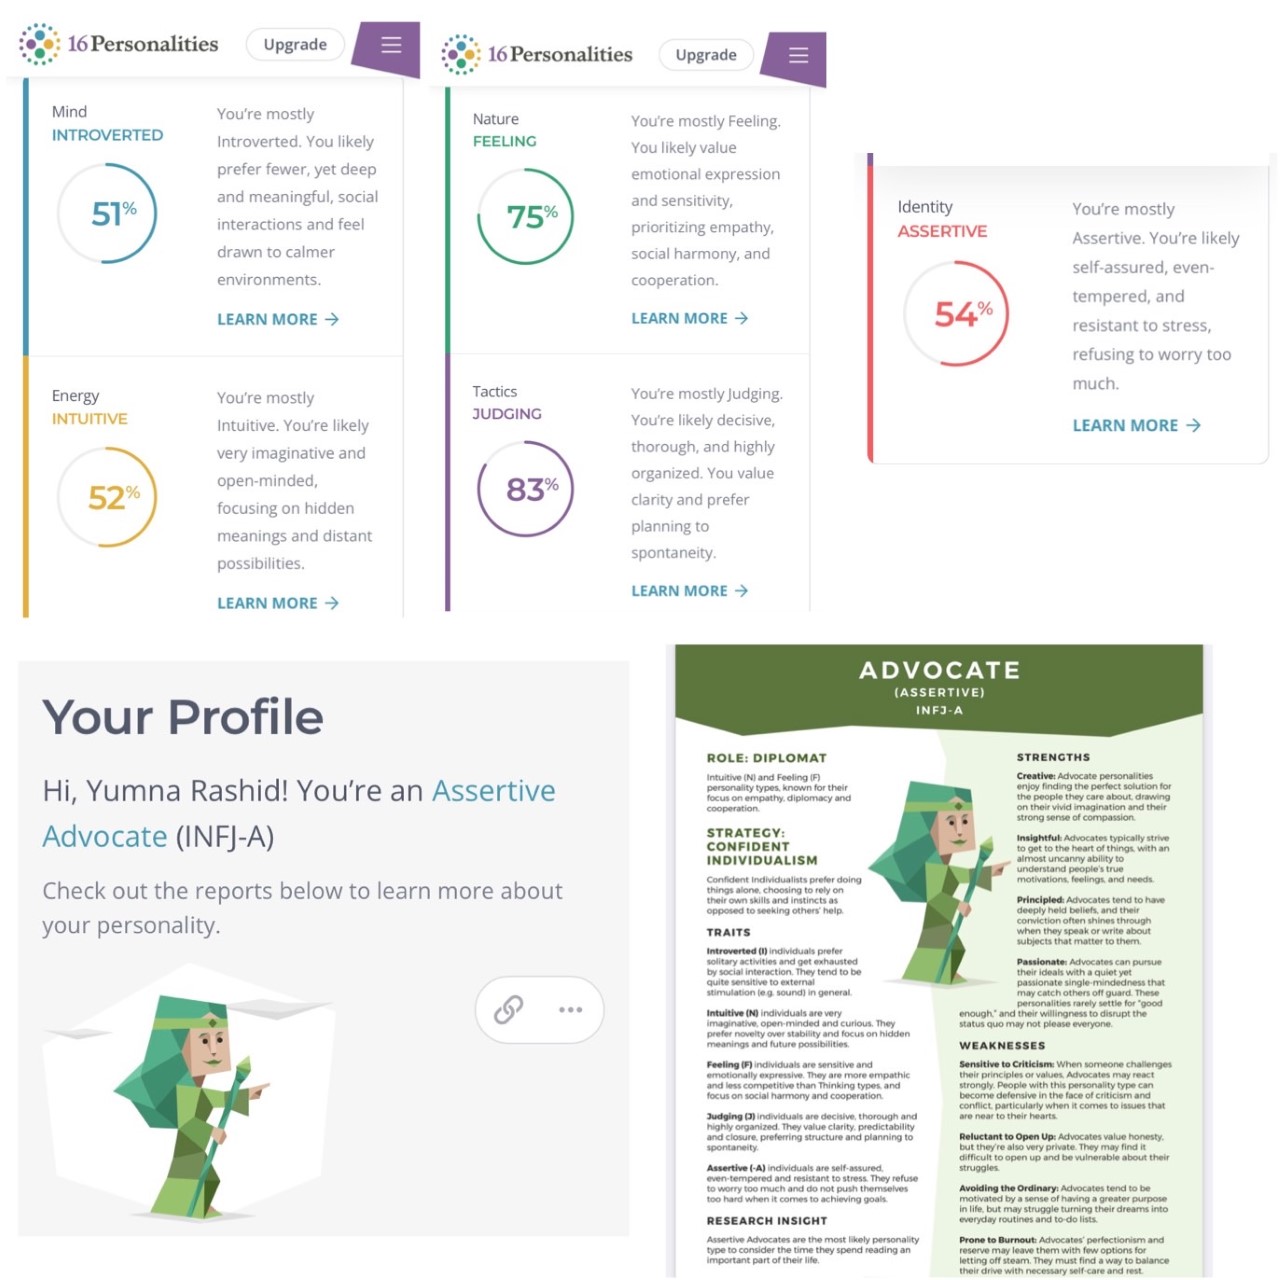 16Personalities
Upgrade
Mind
INTROVERTED
51%
You're mostly
Introverted. You likely
prefer fewer, yet deep
and meaningful, social
interactions and feel
drawn to calmer
environments.
LEARN MORE →
Energy
INTUITIVE
52%
You're mostly
Intuitive. You're likely
very imaginative and
open-minded,
focusing on hidden
meanings and distant
possibilities.
LEARN MORE →
16Personalities
Upgrade
Nature
FEELING
75%
You're mostly Feeling.
You likely value
emotional expression
and sensitivity,
prioritizing empathy,
social harmony, and
cooperation.
LEARN MORE →
Tactics
JUDGING
83%
You're mostly Judging.
You're likely decisive,
thorough, and highly
organized. You value
clarity and prefer
planning to
spontaneity.
LEARN MORE →
Identity
ASSERTIVE
54%
You're mostly
Assertive. You're likely
self-assured, even-
tempered, and
resistant to stress,
refusing to worry too
much.
LEARN MORE →
Your Profile
Hi, Yumna Rashid! You're an Assertive
Advocate (INFJ-A)
Check out the reports below to learn more about
your personality.
ADVOCATE
(ASSERTIVE)
INFJ-A
ROLE: DIPLOMAT
Intuitive (N) and Feeling (F)
personality types, known for their
focus on empathy, diplomacy and
cooperation.
STRATEGY:
CONFIDENT
INDIVIDUALISM
Confident Individualists prefer doing
things alone, choosing to rely on
their own skills and instincts as
opposed to seeking others' help.
TRAITS
Introverted (I) individuals prefer
solitary activities and get exhausted
by social interaction. They tend to be
quite sensitive to external
stimulation (e.g. sound) in general.
Intuitive (N) individuals are very
imaginative, open-minded and curious. They
prefer novelty over stability and focus on hidden
meanings and future possibilities.
Feeling (F) individuals are sensitive and
emotionally expressive. They are more empathic
and less competitive than Thinking types, and
focus on social harmony and cooperation.
Judging (J) individuals are decisive, thorough and
highly organized. They value clarity, predictability
and closure, preferring structure and planning to
spontaneity.
Assertive (-A) individuals are self-assured,
even-tempered and resistant to stress. They refuse
to worry too much and do not push themselves
too hard when it comes to achieving goals.
RESEARCH INSIGHT
Assertive Advocates are the most likely personality
type to consider the time they spend reading an
important part of their life.
STRENGTHS
Creative: Advocate personalities
enjoy finding the perfect solution for
the people they care about, drawing
on their vivid imagination and their
strong sense of compassion.
Insightful: Advocates typically strive
to get to the heart of things, with an
almost uncanny ability to
understand people's true
motivations, feelings, and needs.
Principled: Advocates tend to have
deeply held beliefs, and their
conviction often shines through
when they speak or write about
subjects that matter to them.
Passionate: Advocates can pursue
their ideals with a quiet yet
passionate single-mindedness that
may catch others off guard. These
personalities rarely settle for "good
enough," and their willingness to disrupt the
status quo may not please everyone.
WEAKNESSES
Sensitive to Criticism: When someone challenges
their principles or values, Advocates may react
strongly. People with this personality type can
become defensive in the face of criticism and
conflict, particularly when it comes to issues that
are near to their hearts.
Reluctant to Open Up: Advocates value honesty,
but they're also very private. They may find it
difficult to open up and be vulnerable about their
struggles.
Avoiding the Ordinary: Advocates tend to be
motivated by a sense of having a greater purpose
in life, but may struggle turning their dreams into
everyday routines and to-do lists.
Prone to Burnout: Advocates' perfectionism and
reserve may leave them with few options for
letting off steam. They must find a way to balance
their drive with necessary self-care and rest.